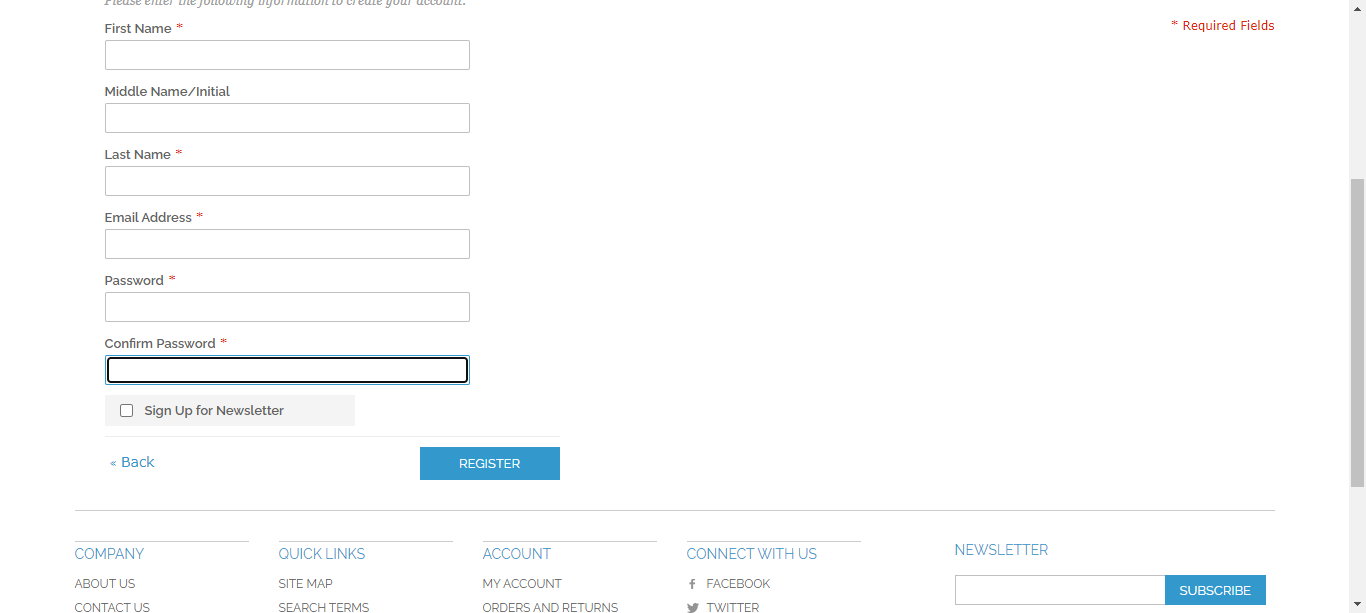 Please enter the following information to create your account.
First Name *
* Required Fields
Middle Name/Initial
Last Name *
Email Address *
Password *
Confirm Password *
Sign Up for Newsletter
« Back
REGISTER
COMPANY
QUICK LINKS
ACCOUNT
CONNECT WITH US
NEWSLETTER
ABOUT US
SITE MAP
MY ACCOUNT
FACEBOOK
SUBSCRIBE
CONTACT US
SEARCH TERMS
ORDERS AND RETURNS
TWITTER